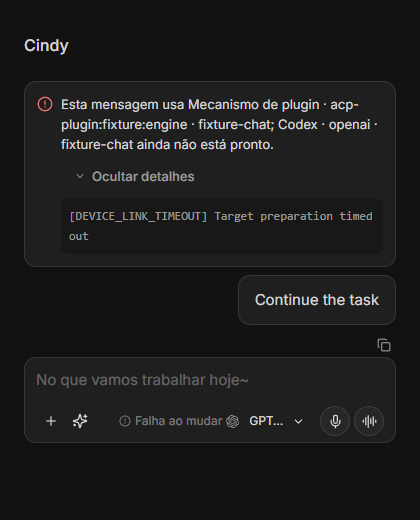 Cindy
Esta mensagem usa Mecanismo de plugin · acp-
plugin:fixture:engine · fixture-chat; Codex · openai ·
fixture-chat ainda não está pronto.
Ocultar detalhes
[DEVICE_LINK_TIMEOUT] Target preparation timed
out
Continue the task
No que vamos trabalhar hoje~
Falha ao mudar GPT...